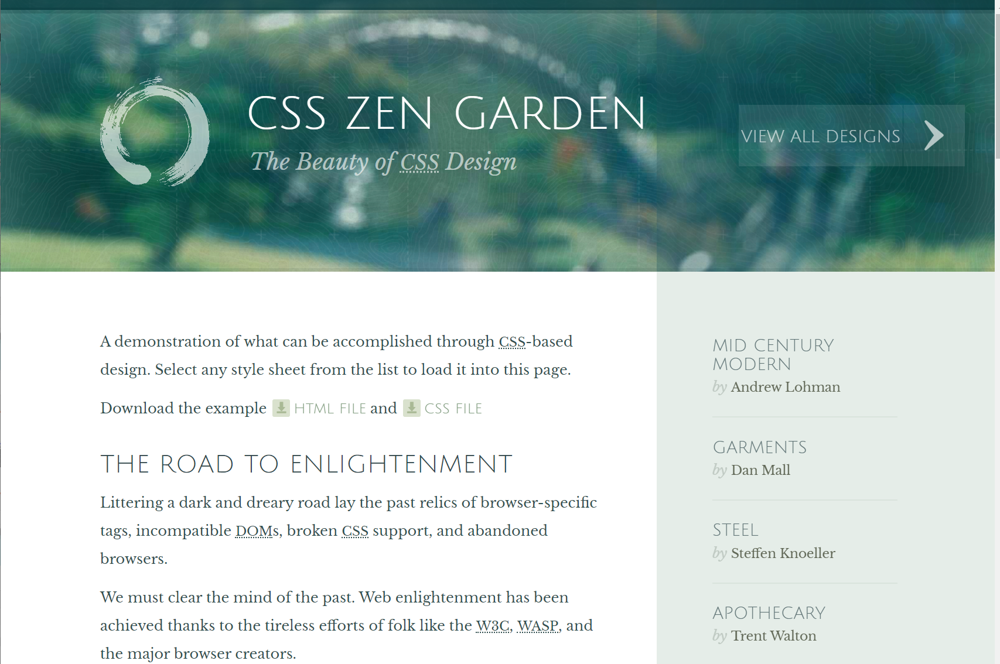 CSS ZEN GARDEN
The Beauty of CSS Design
VIEW ALL DESIGNS
A demonstration of what can be accomplished through CSS-based
design. Select any style sheet from the list to load it into this page.
Download the example HTML FILE and CSS FILE
THE ROAD TO ENLIGHTENMENT
Littering a dark and dreary road lay the past relics of browser-specific
tags, incompatible DOMs, broken CSS support, and abandoned
browsers.
We must clear the mind of the past. Web enlightenment has been
achieved thanks to the tireless efforts of folk like the W3C, WASP, and
the major browser creators.
MID CENTURY
MODERN
by Andrew Lohman
GARMENTS
by Dan Mall
STEEL
by Steffen Knoeller
APOTHECARY
by Trent Walton